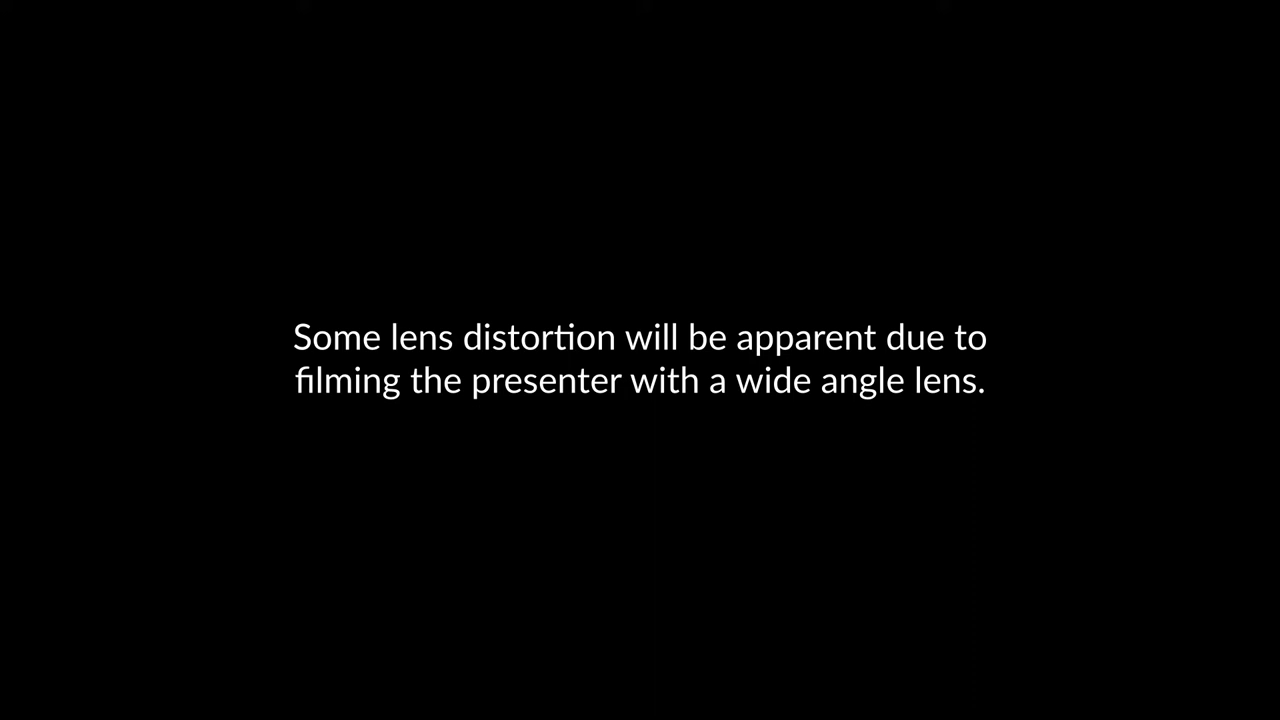 Some lens distortion will be apparent due to
filming the presenter with a wide angle lens.